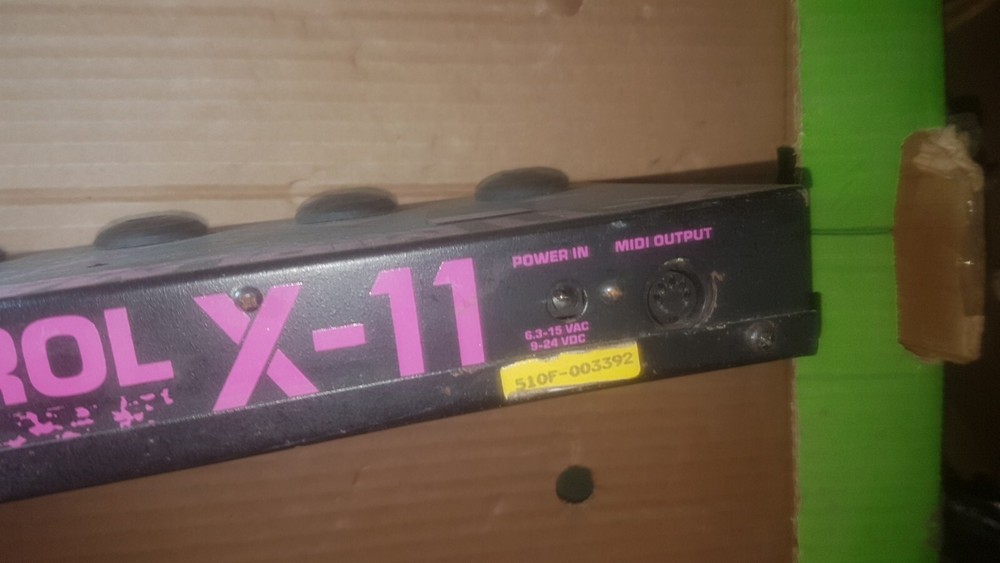 ROL X-11
POWER IN
MIDI OUTPUT
6.3-15 VAC
9-24 VDC
510F-003392